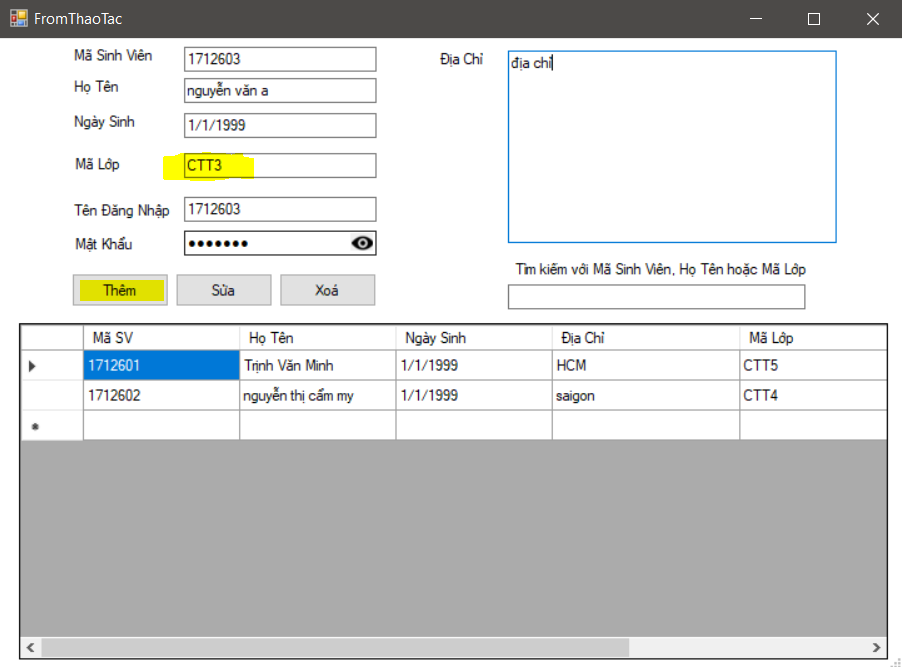 FromThaoTac
Mã Sinh Viên 1712603
Họ Tên nguyễn văn a
Ngày Sinh 1/1/1999
Mã Lớp CTT3
Tên Đăng Nhập 1712603
Mật Khẩu •••••••
Thêm Sửa Xoá
Địa Chỉ địa chỉ
Tìm kiếm với Mã Sinh Viên, Họ Tên hoặc Mã Lớp
Mã SV Họ Tên Ngày Sinh Địa Chỉ Mã Lớp
1712601 Trịnh Văn Minh 1/1/1999 HCM CTT5
1712602 nguyễn thị cẩm my 1/1/1999 saigon CTT4